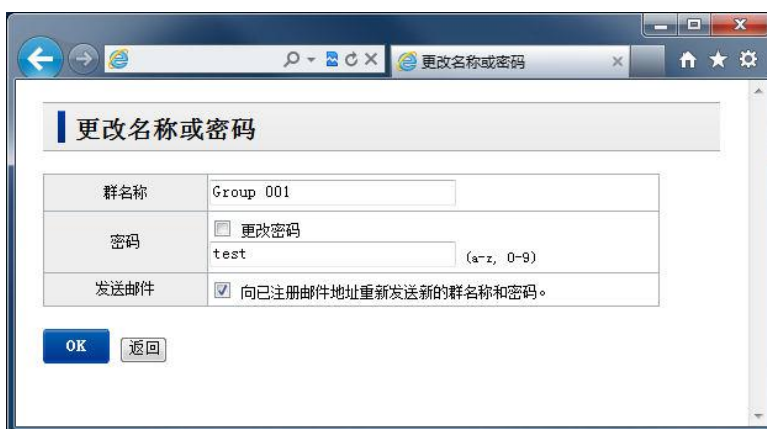 更改名称或密码
更改名称或密码
群名称 Group 001
密码 更改密码
test (a-z, 0-9)
发送邮件 向已注册邮件地址重新发送新的群名称和密码。
OK 返回